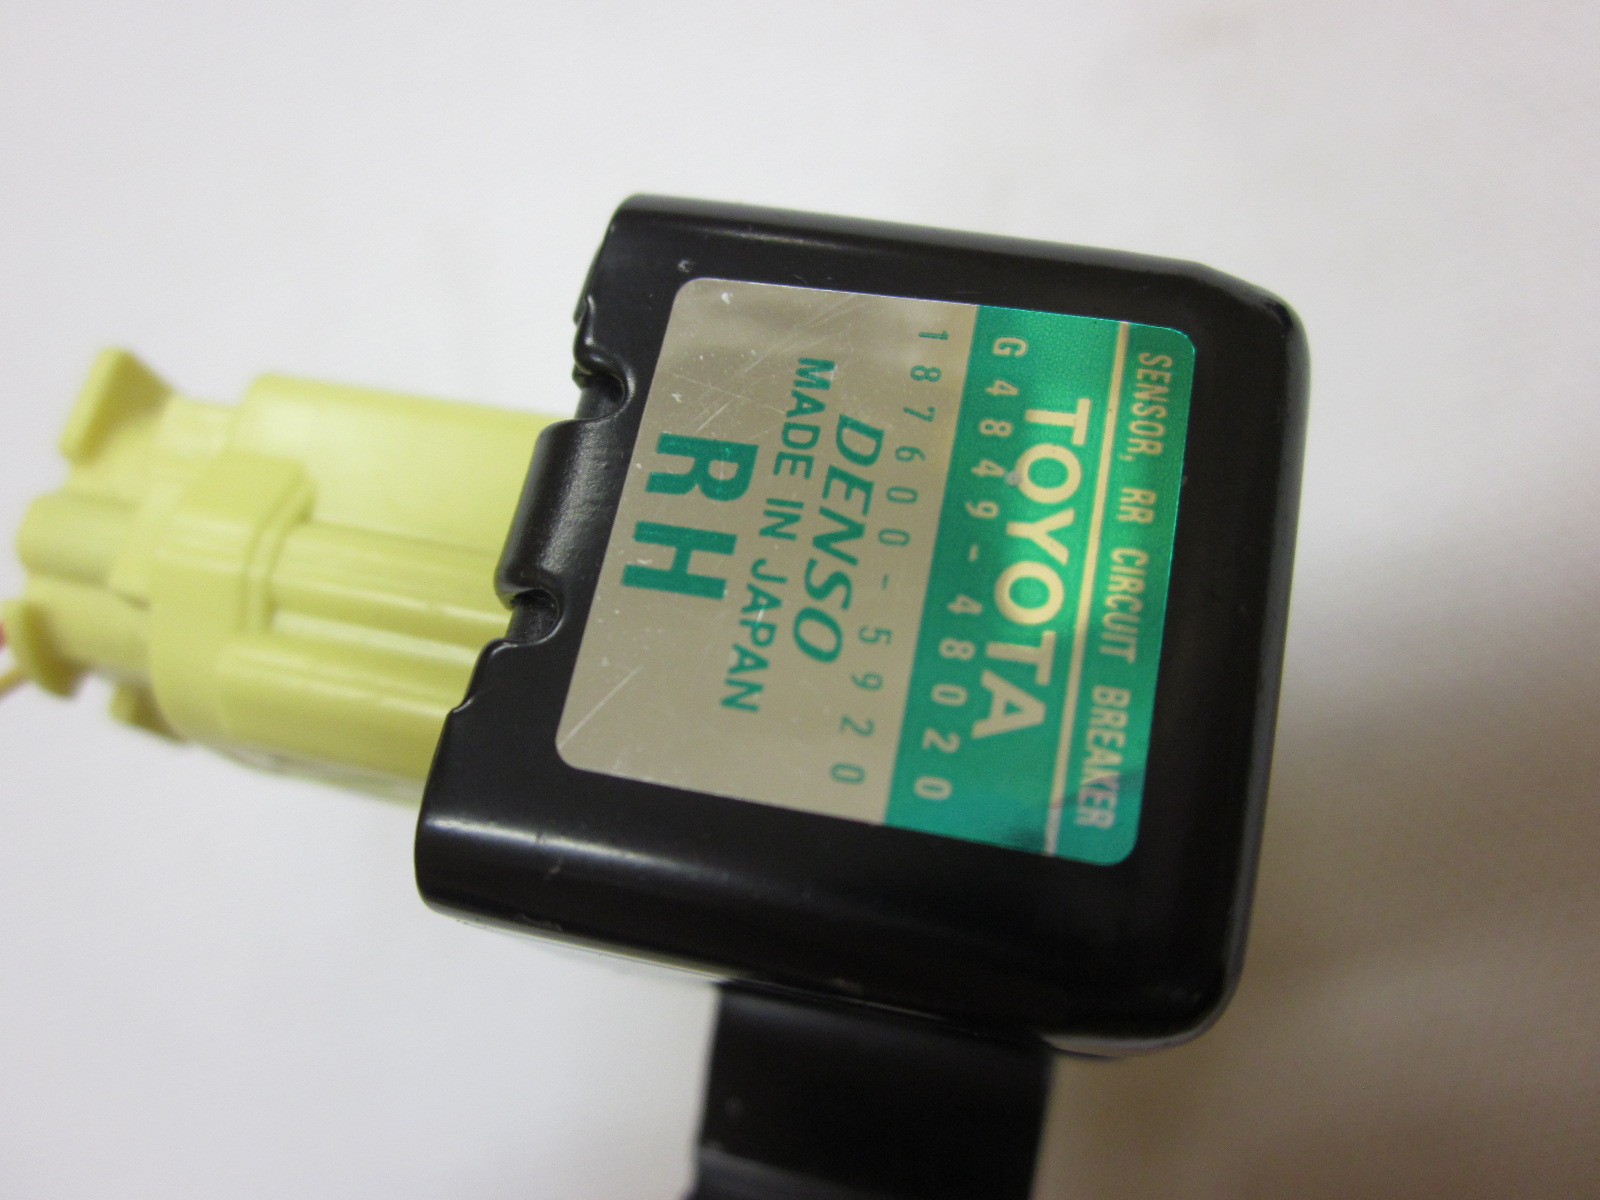 SENSOR, RR CIRCUIT BREAKER
TOYOTA
G4849-48020
187600-5920
DENSO
MADE IN JAPAN
RH